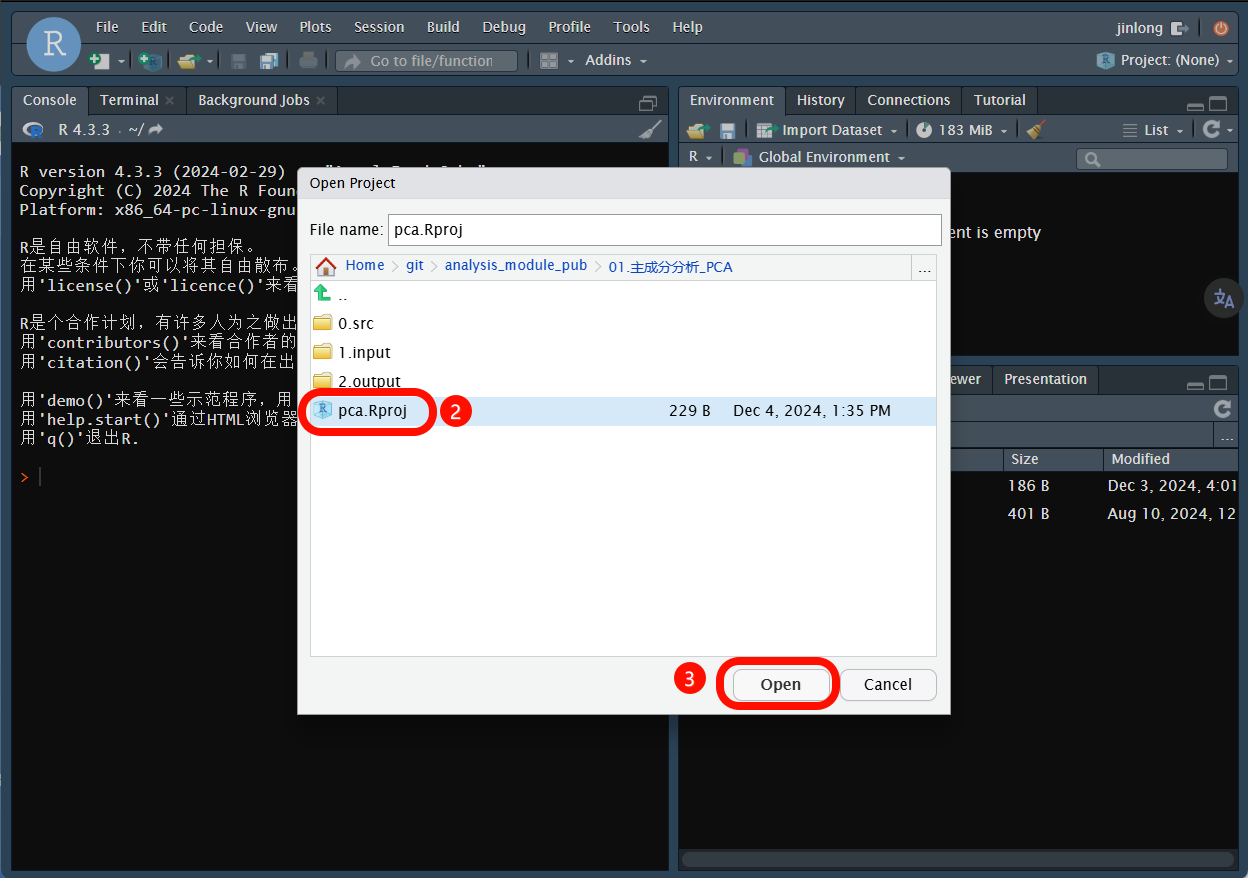 File Edit Code View Plots Session Build Debug Profile Tools Help jinlong
R
Go to file/function Addins Project: (None)
Console Terminal Background Jobs
R 4.3.3 . ~/
R version 4.3.3 (2024-02-29)
Copyright (C) 2024 The R Foun
Platform: x86_64-pc-linux-gnu
R是自由软件，不带任何担保。
在某些条件下你可以将其自由散布。
用'license()'或'licence()'来看
R是个合作计划，有许多人为之做出
用'contributors()'来看合作者的
用'citation()'会告诉你如何在出
用'demo()'来看一些示范程序，用
用'help.start()'通过HTML浏览器
用'q()'退出R.
>
Environment History Connections Tutorial
Import Dataset 183 MiB List
R Global Environment
ent is empty
Open Project
File name: pca.Rproj
Home git analysis_module_pub 01.主成分分析_PCA ...
..
0.src
1.input
2.output
pca.Rproj 229 B Dec 4, 2024, 1:35 PM
2
3
Open Cancel
ewer Presentation
...
Size Modified
186 B Dec 3, 2024, 4:01
401 B Aug 10, 2024, 12